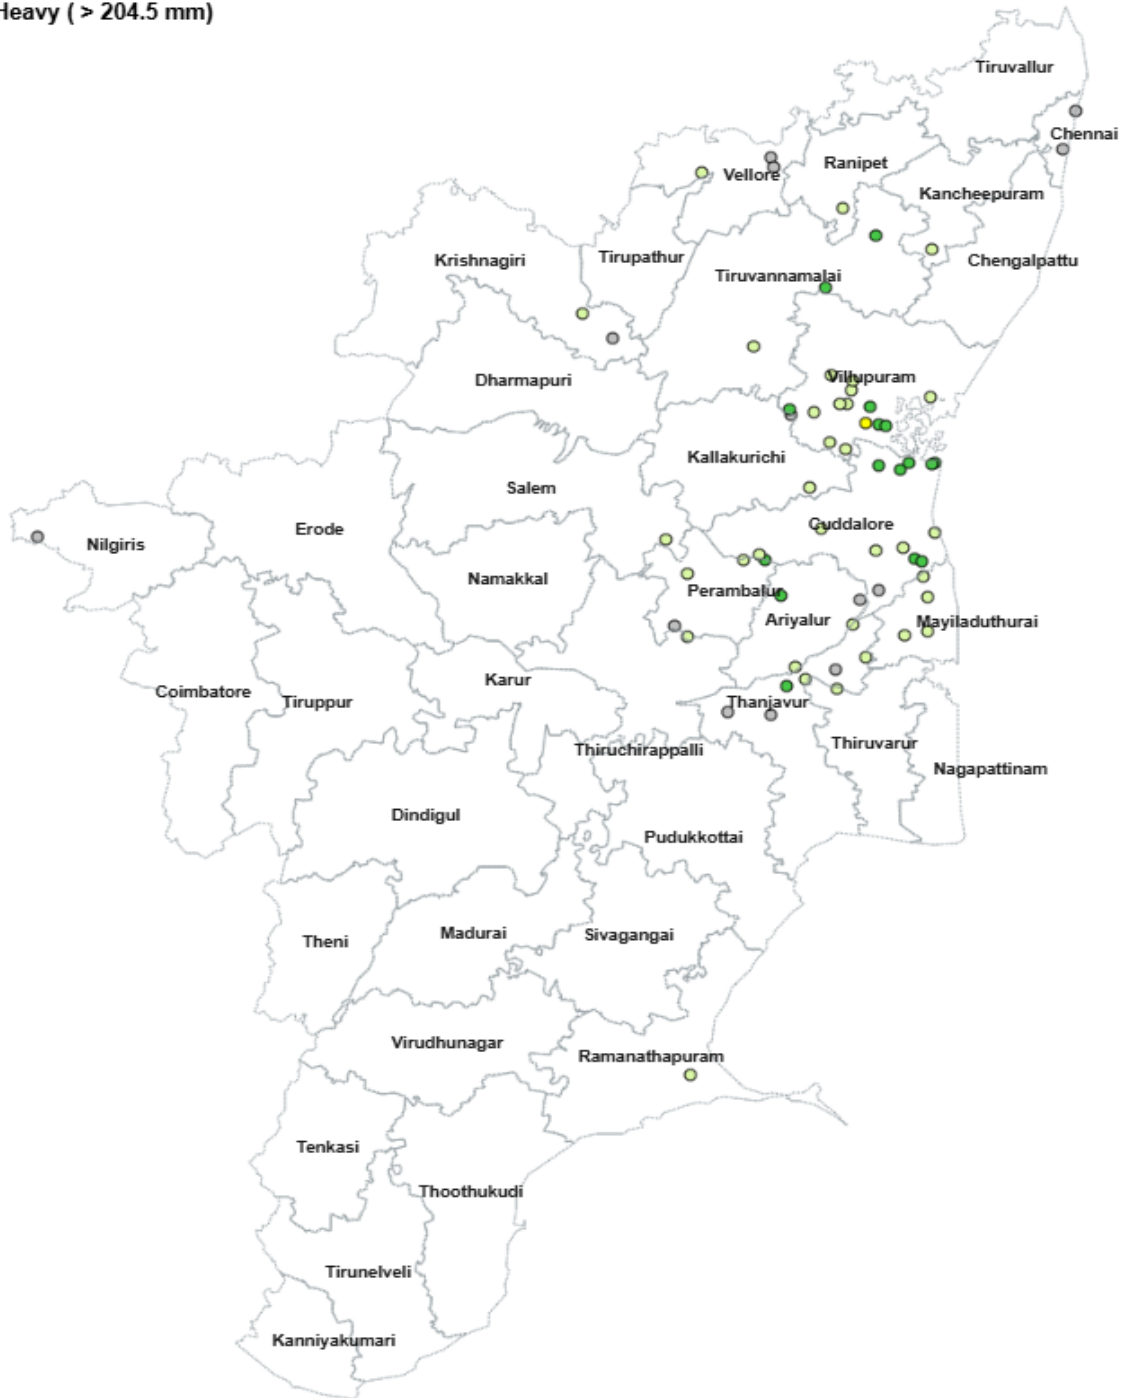 Heavy ( > 204.5 mm)
Tiruvallur
Chennai
Ranipet
Vellore
Kancheepuram
Krishnagiri
Tirupathur
Chengalpattu
Tiruvannamalai
Dharmapuri
Villupuram
Kallakurichi
Salem
Cuddalore
Erode
Nilgiris
Namakkal
Perambalur
Ariyalur
Mayiladuthurai
Karur
Coimbatore
Tiruppur
Thanjavur
Thiruchirappalli
Thiruvarur
Nagapattinam
Dindigul
Pudukkottai
Theni
Madurai
Sivagangai
Virudhunagar
Ramanathapuram
Tenkasi
Thoothukudi
Tirunelveli
Kanniyakumari